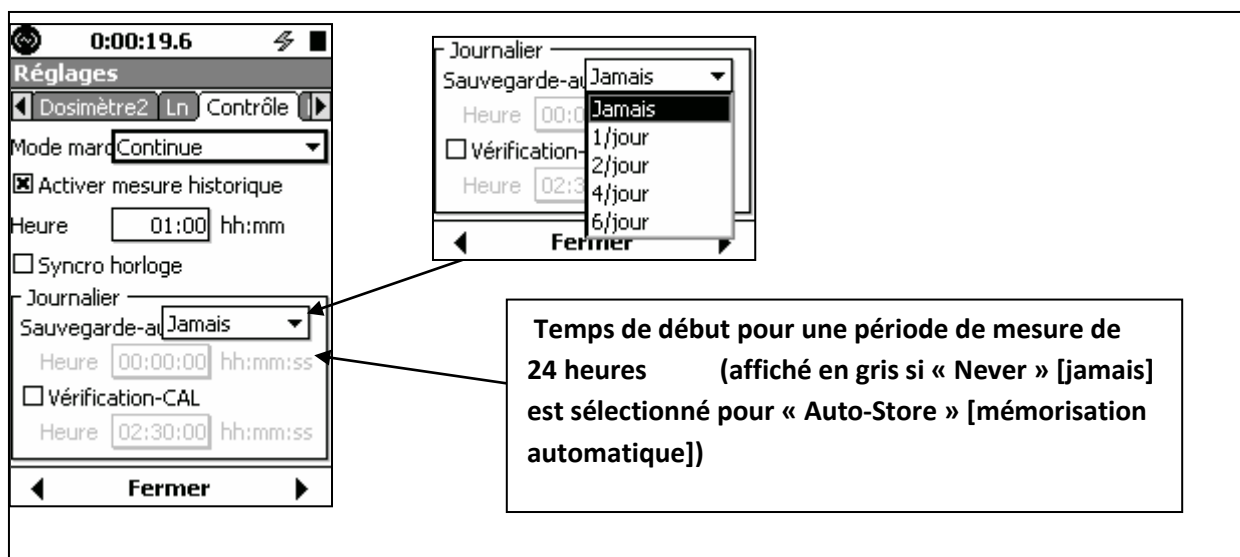 0:00:19.6
Réglages
Dosimètre2 Ln Contrôle
Mode marc Continue
Activer mesure historique
Heure 01:00 hh:mm
Syncro horloge
Journalier
Sauvegarde-au Jamais
Heure 00:00:00 hh:mm:ss
Vérification-CAL
Heure 02:30:00 hh:mm:ss
Fermer
Journalier
Sauvegarde-au Jamais
Heure 00:0
Jamais
1/jour
Vérification-
2/jour
Heure 02:3
4/jour
6/jour
Fermer
Temps de début pour une période de mesure de
24 heures (affiché en gris si « Never » [jamais]
est sélectionné pour « Auto-Store » [mémorisation
automatique])